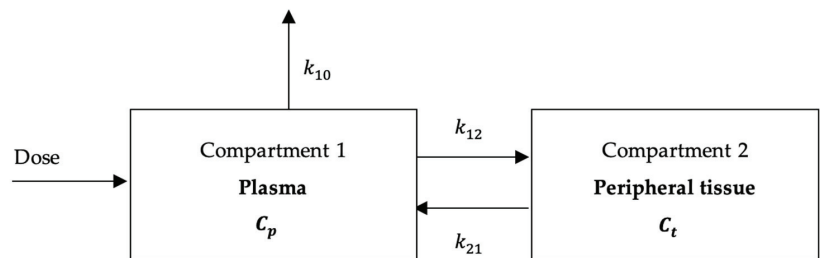 k₁₀
Dose
Compartment 1
Plasma
Cₚ
k₁₂
k₂₁
Compartment 2
Peripheral tissue
Cₜ